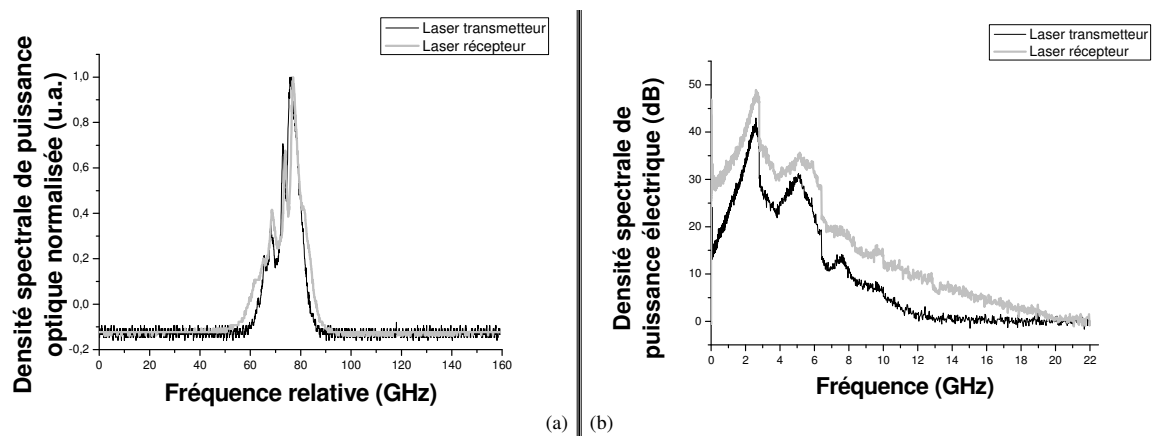 Laser transmetteur
Laser récepteur
Densité spectrale de puissance
optique normalisée (u.a.)
1,0
0,8
0,6
0,4
0,2
0,0
-0,2
0 20 40 60 80 100 120 140 160
Fréquence relative (GHz)
(a)
Laser transmetteur
Laser récepteur
Densité spectrale de
puissance électrique (dB)
50
40
30
20
10
0
0 2 4 6 8 10 12 14 16 18 20 22
Fréquence (GHz)
(b)